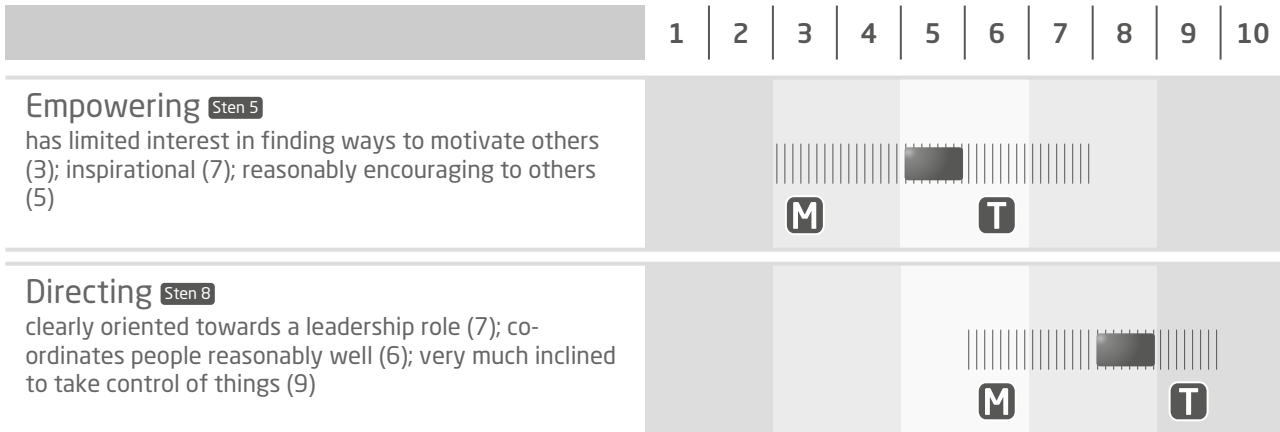 1 2 3 4 5 6 7 8 9 10
Empowering Sten 5
has limited interest in finding ways to motivate others
(3); inspirational (7); reasonably encouraging to others
(5)
M T
Directing Sten 8
clearly oriented towards a leadership role (7); co-
ordinates people reasonably well (6); very much inclined
to take control of things (9)
M T